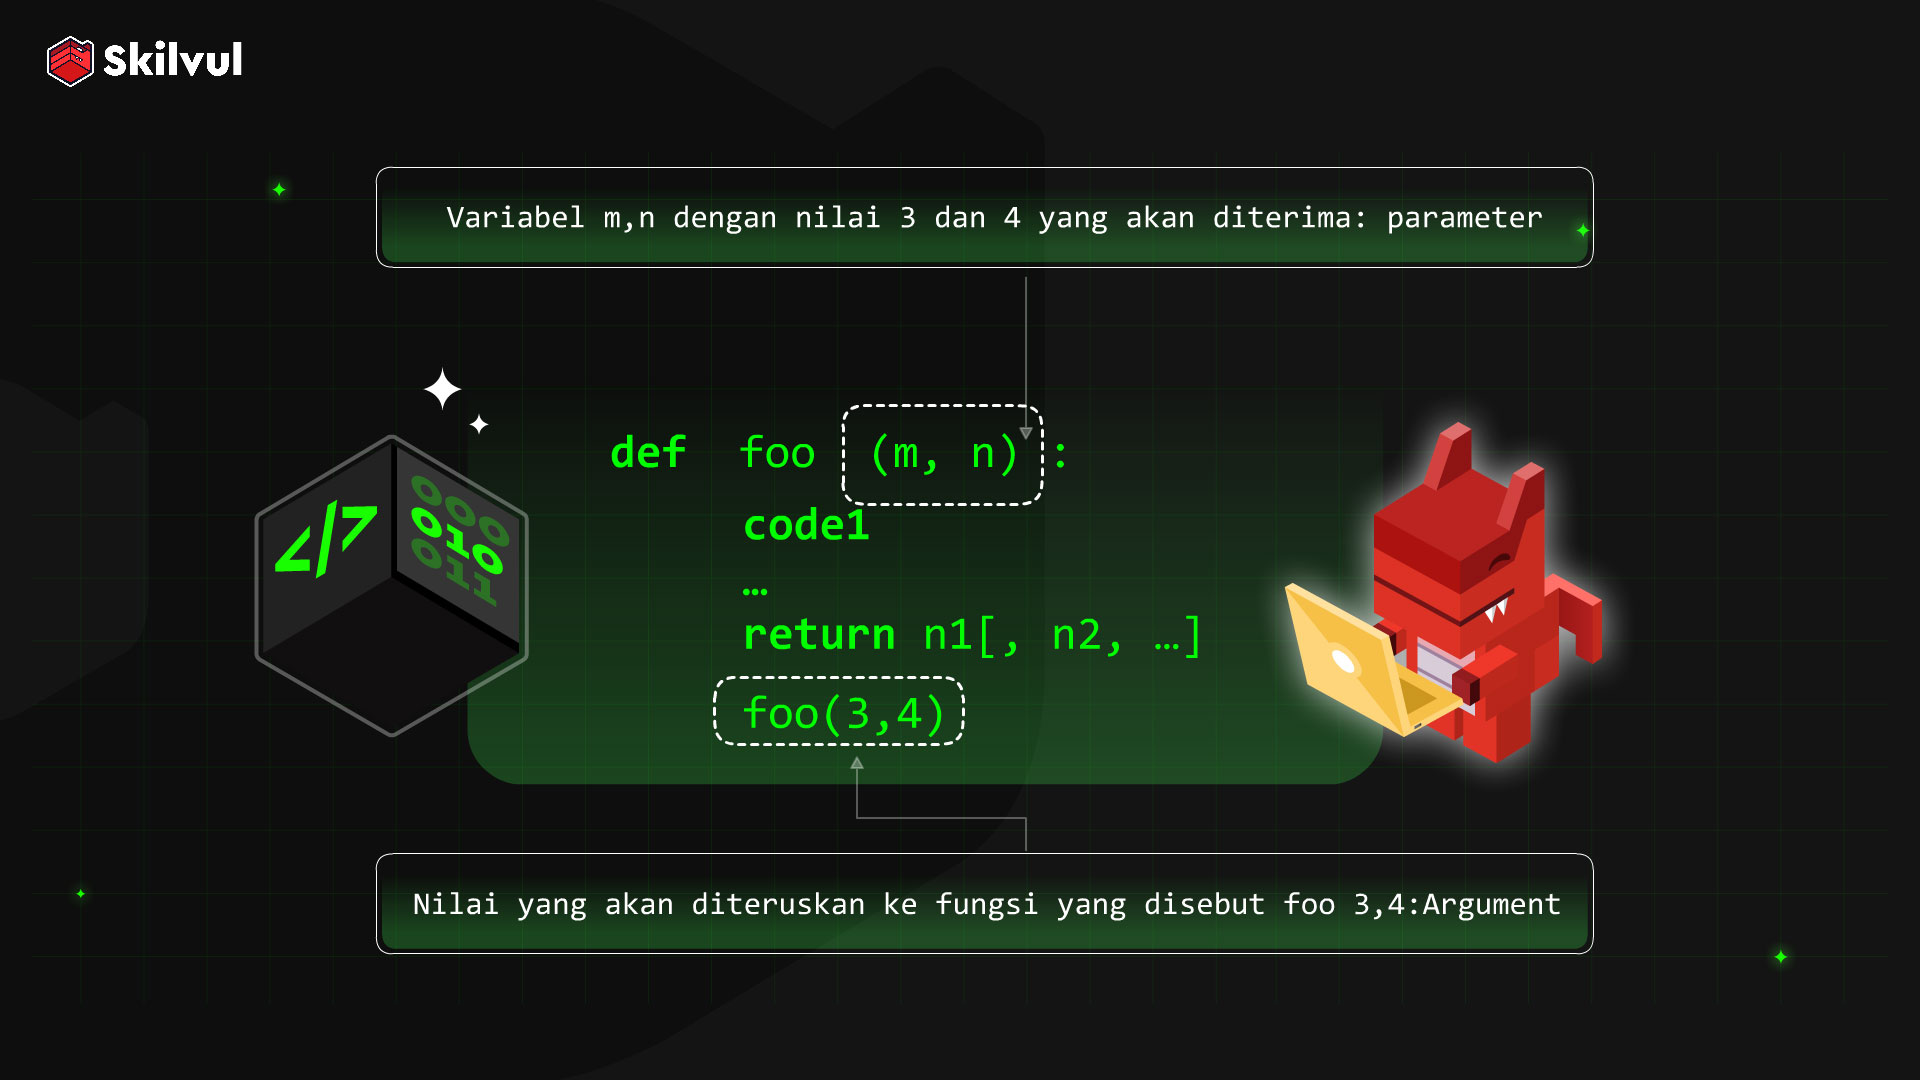 Skilvul
Variabel m,n dengan nilai 3 dan 4 yang akan diterima: parameter
def foo (m, n) :
code1
…
return n1[, n2, …]
foo(3,4)
</>
000
010
011
Nilai yang akan diteruskan ke fungsi yang disebut foo 3,4:Argument